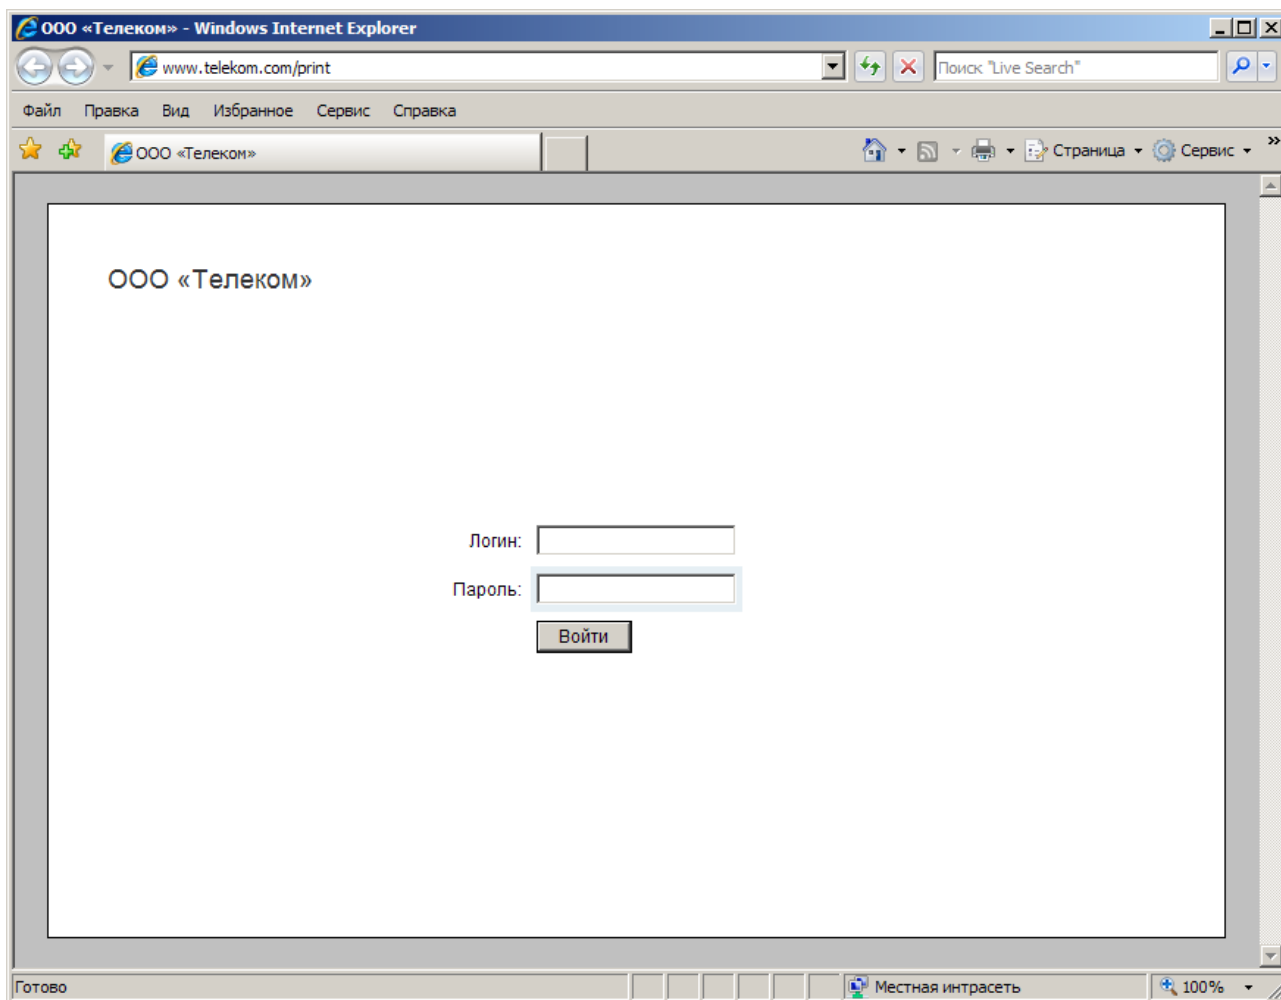 ООО «Телеком» - Windows Internet Explorer
www.telekom.com/print
Поиск "Live Search"
Файл Правка Вид Избранное Сервис Справка
ООО «Телеком»
Страница Сервис »
ООО «Телеком»
Логин:
Пароль:
Войти
Готово
Местная интрасеть
100%